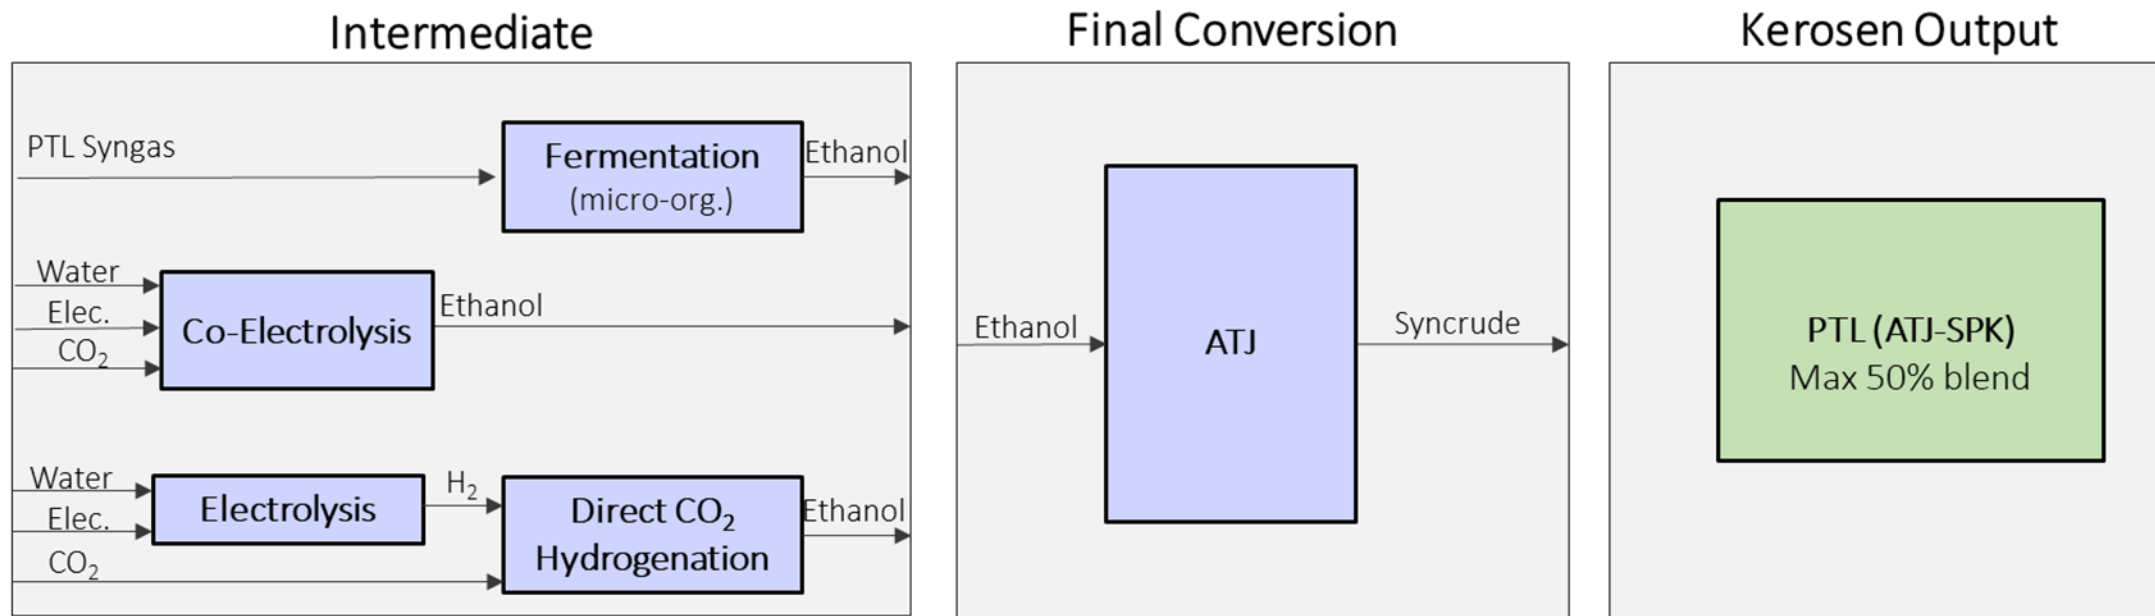 Intermediate
Final Conversion
Kerosen Output
PTL Syngas
Fermentation
(micro-org.)
Ethanol
Water
Elec.
CO₂
Co-Electrolysis
Ethanol
Water
Elec.
CO₂
Electrolysis
H₂
Direct CO₂
Hydrogenation
Ethanol
Ethanol
ATJ
Syncrude
PTL (ATJ-SPK)
Max 50% blend